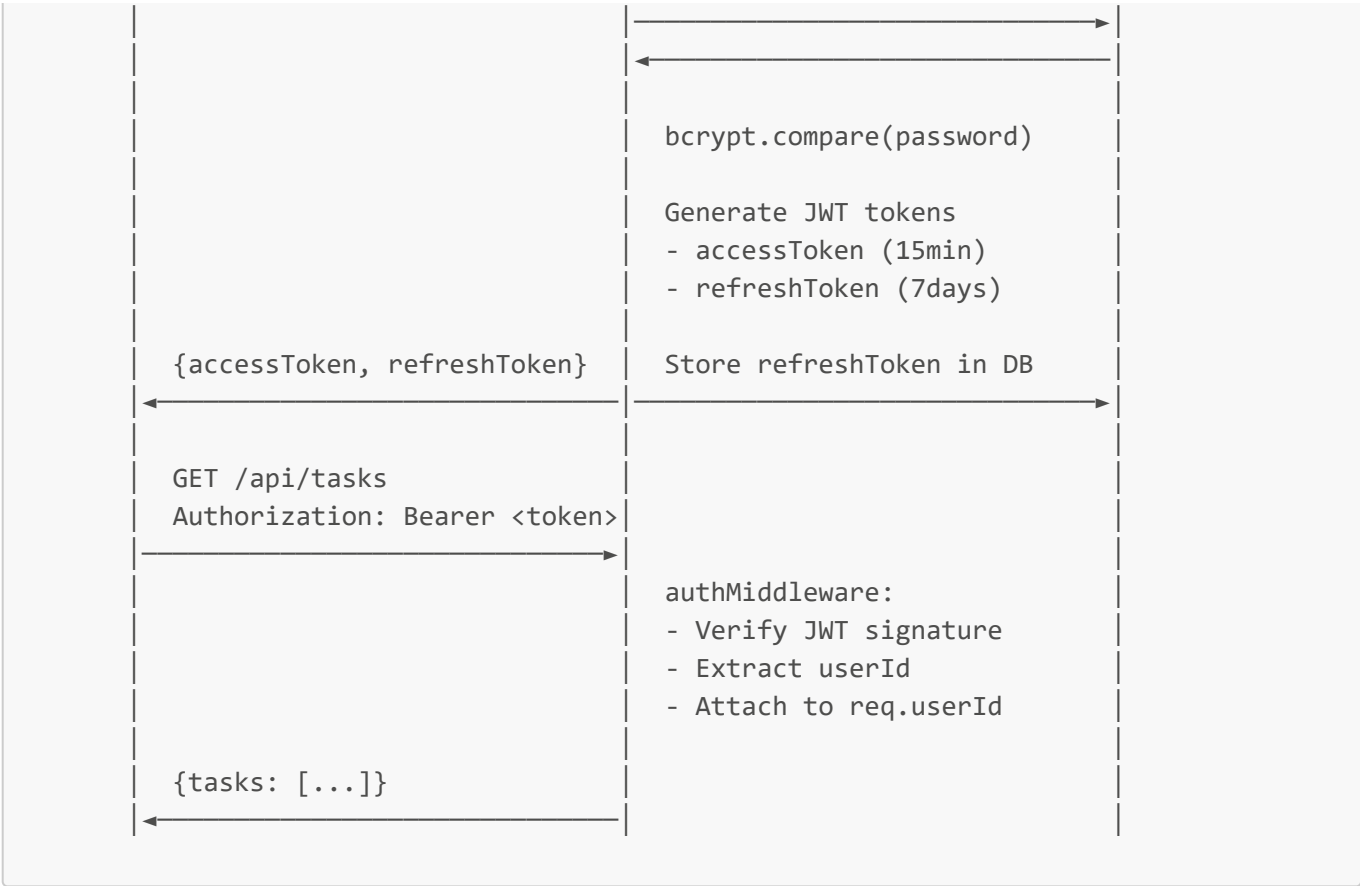 bcrypt.compare(password)
Generate JWT tokens
- accessToken (15min)
- refreshToken (7days)
{accessToken, refreshToken} Store refreshToken in DB
GET /api/tasks
Authorization: Bearer <token>
authMiddleware:
- Verify JWT signature
- Extract userId
- Attach to req.userId
{tasks: [...]}